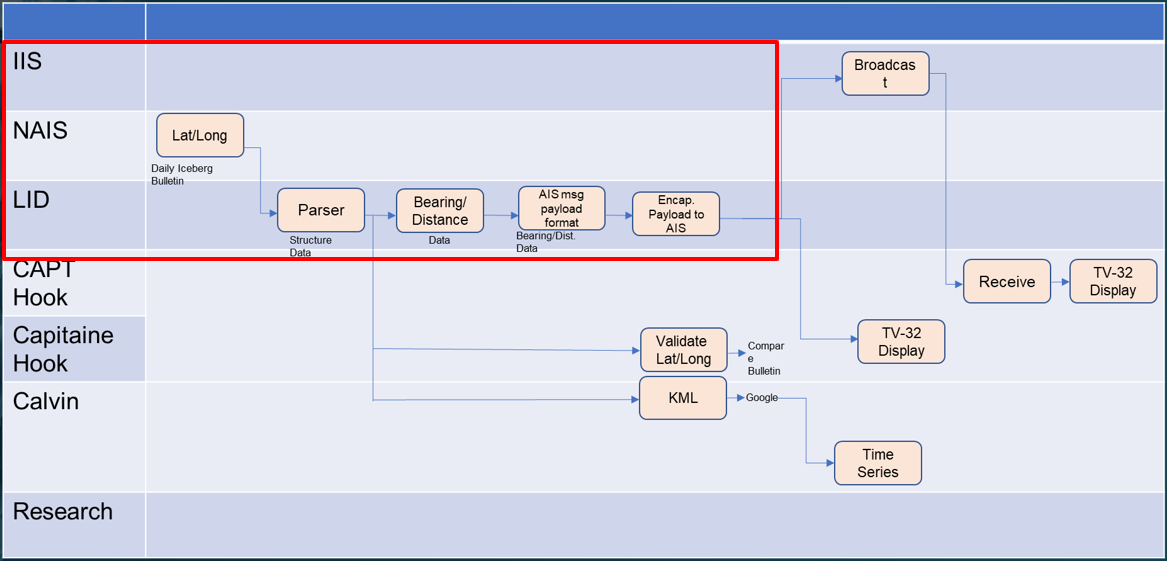 IIS
Broadcas
t
NAIS
Lat/Long
Daily Iceberg
Bulletin
LID
Parser
Structure
Data
Bearing/
Distance
Data
AIS msg
payload
format
Bearing/Dist.
Data
Encap.
Payload to
AIS
CAPT
Hook
Receive
TV-32
Display
Capitaine
Hook
Validate
Lat/Long
Compar
e
Bulletin
TV-32
Display
Calvin
KML
Google
Time
Series
Research